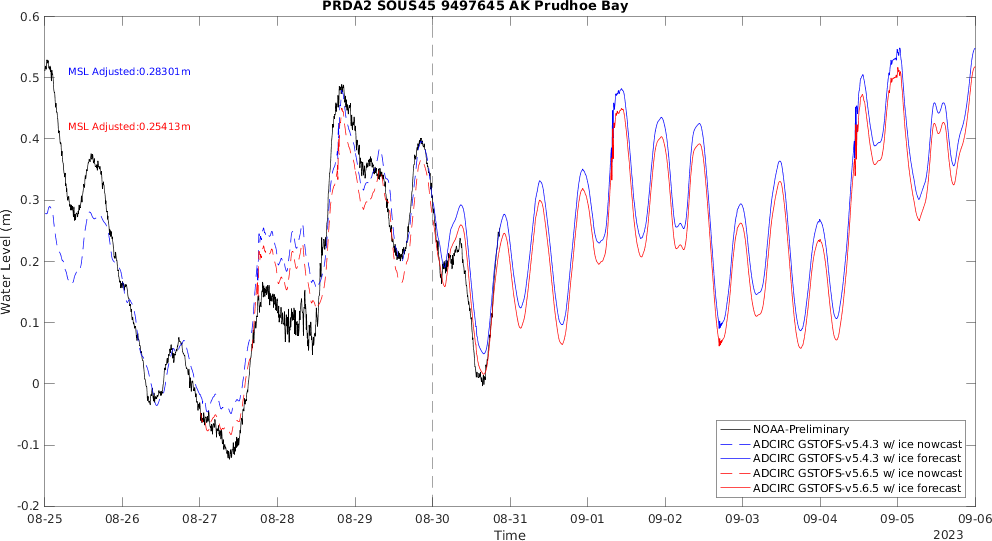 PRDA2 SOUS45 9497645 AK Prudhoe Bay
0.6
0.5
0.4
0.3
0.2
0.1
0
-0.1
-0.2
Water Level (m)
MSL Adjusted:0.28301m
MSL Adjusted:0.25413m
NOAA-Preliminary
ADCIRC GSTOFS-v5.4.3 w/ ice nowcast
ADCIRC GSTOFS-v5.4.3 w/ ice forecast
ADCIRC GSTOFS-v5.6.5 w/ ice nowcast
ADCIRC GSTOFS-v5.6.5 w/ ice forecast
08-25 08-26 08-27 08-28 08-29 08-30 08-31 09-01 09-02 09-03 09-04 09-05 09-06
Time
2023